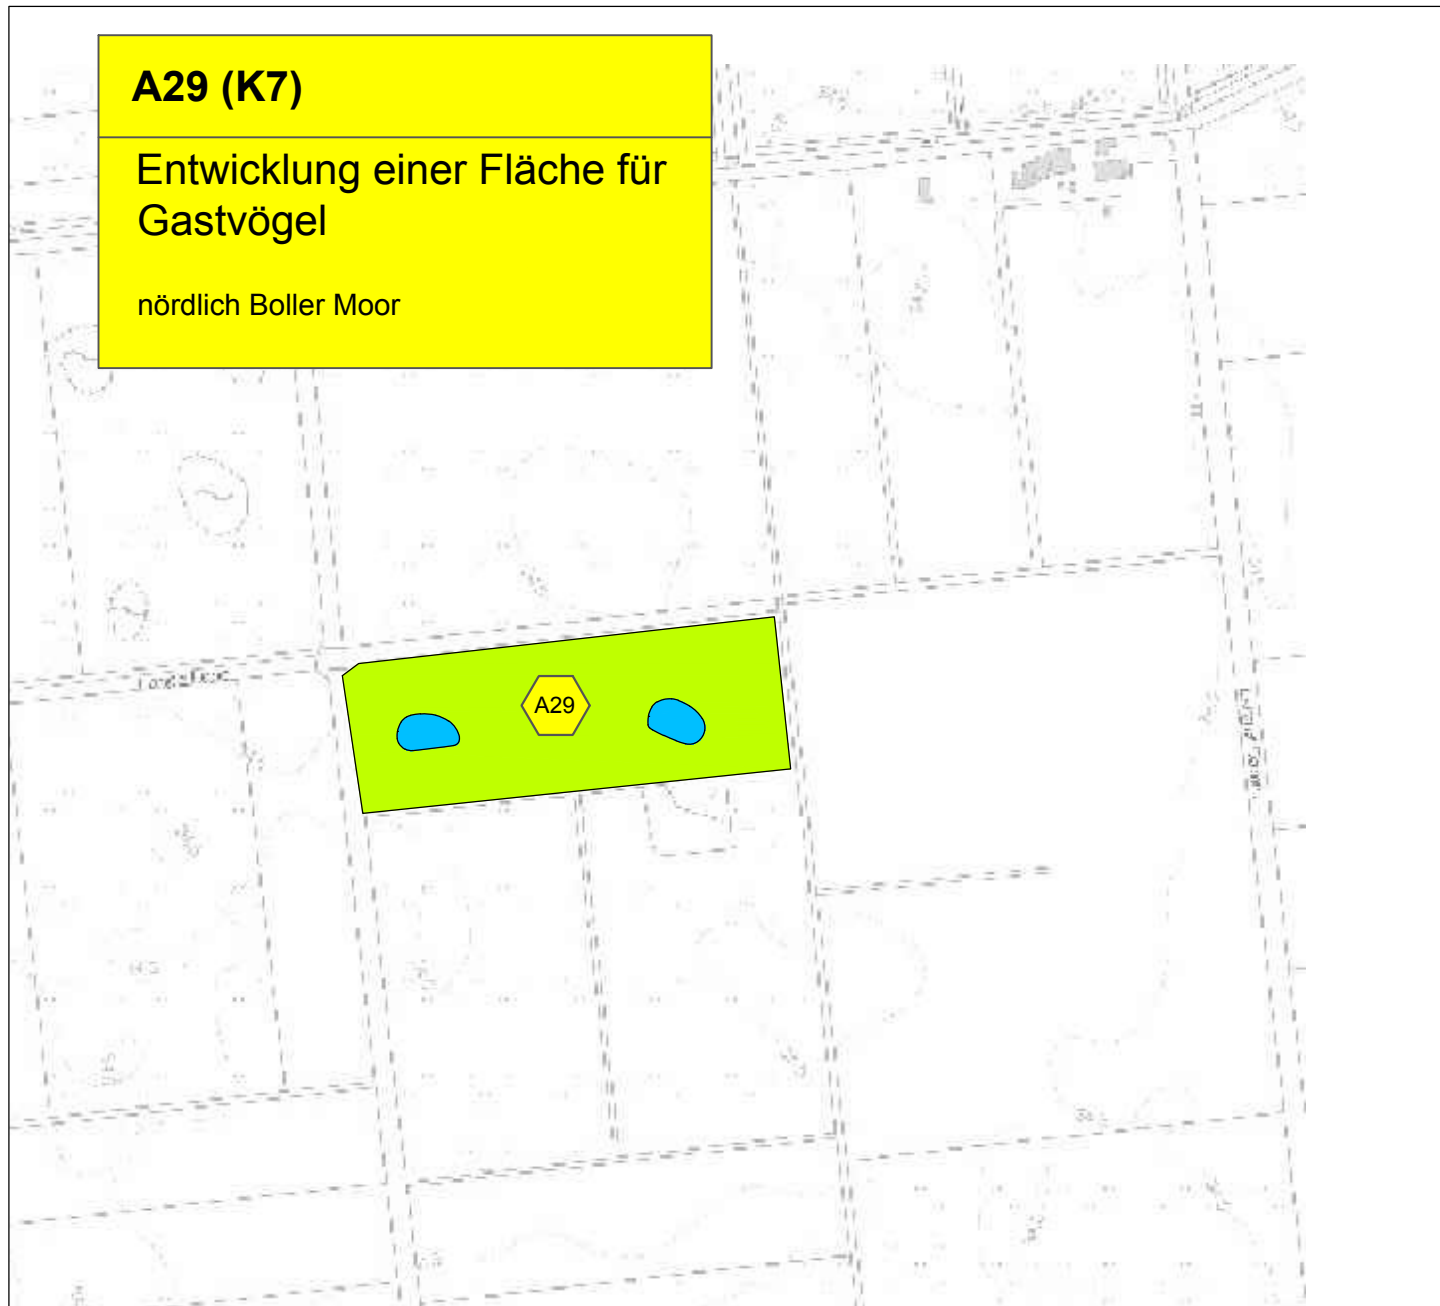 A29 (K7)
Entwicklung einer Fläche für
Gastvögel
nördlich Boller Moor
A29